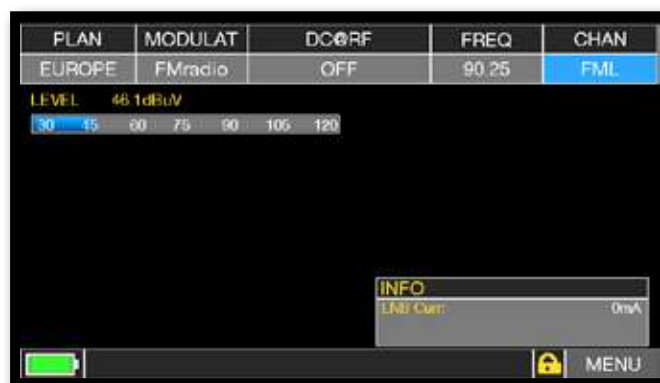 PLAN MODULAT DC@RF FREQ CHAN
EUROPE FMradio OFF 90.25 FML
LEVEL 46.1dBuV
30 45 60 75 90 105 120
INFO
LNB Curr: 0mA
MENU